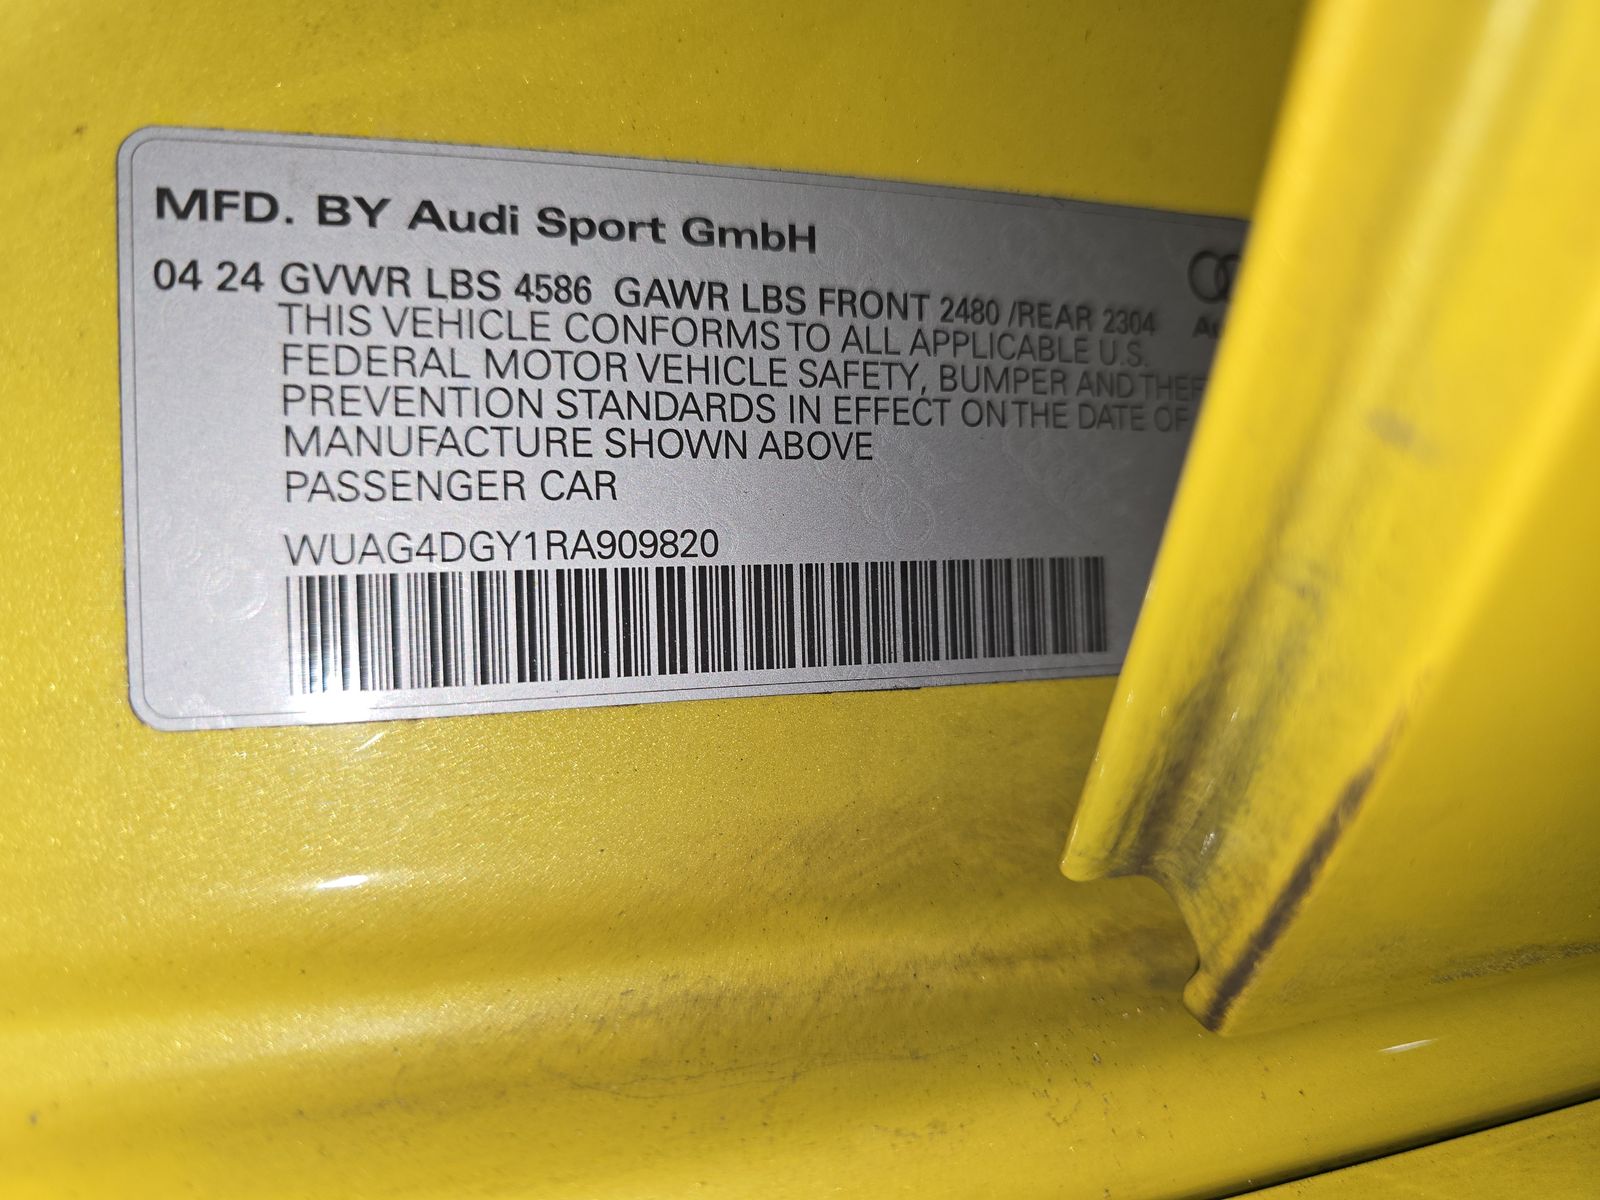 MFD. BY Audi Sport GmbH
04 24 GVWR LBS 4586 GAWR LBS FRONT 2480 /REAR 2304
THIS VEHICLE CONFORMS TO ALL APPLICABLE U.S.
FEDERAL MOTOR VEHICLE SAFETY, BUMPER AND
PREVENTION STANDARDS IN EFFECT ON THE DATE OF
MANUFACTURE SHOWN ABOVE
PASSENGER CAR
WUAG4DGY1RA909820